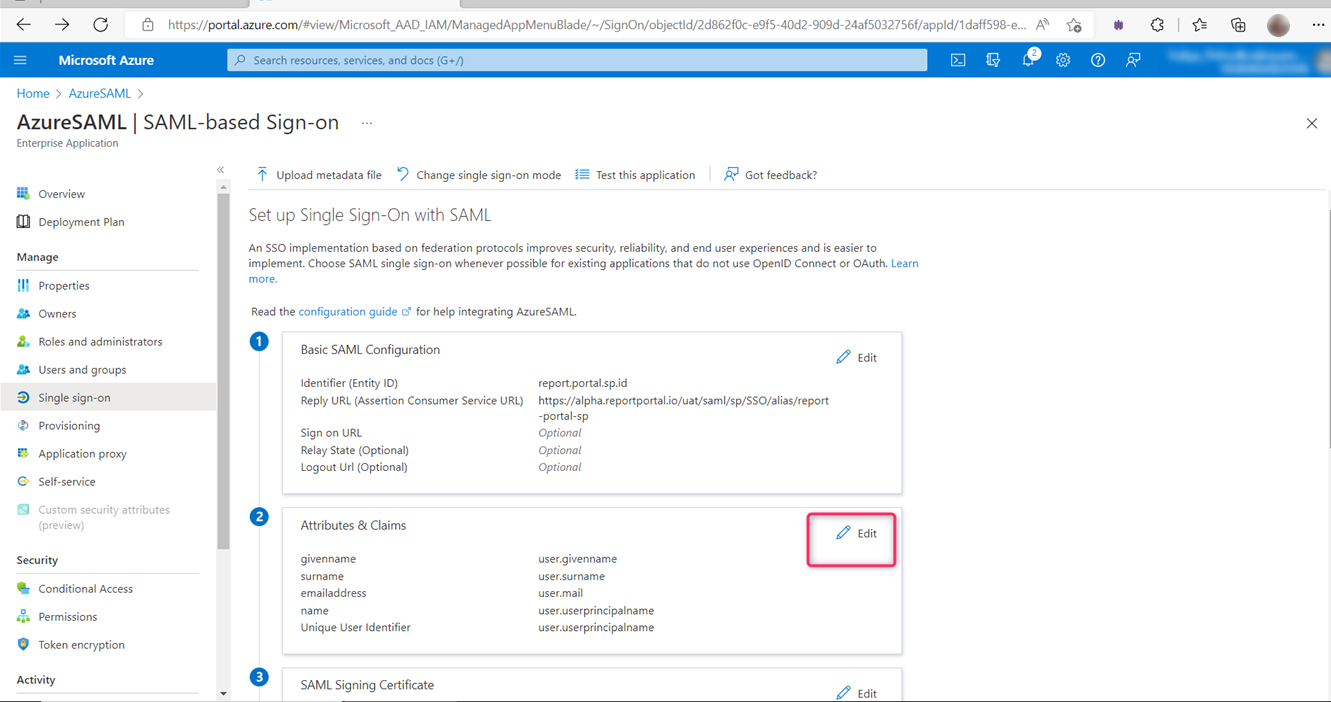 https://portal.azure.com/#view/Microsoft_AAD_IAM/ManagedAppMenuBlade/~/SignOn/objectId/2d862f0c-e9f5-40d2-909d-24af5032756f/appId/1daff598-e...
Microsoft Azure
Search resources, services, and docs (G+/)
2
Home > AzureSAML >
AzureSAML | SAML-based Sign-on ...
Enterprise Application
Overview
Deployment Plan
Manage
Properties
Owners
Roles and administrators
Users and groups
Single sign-on
Provisioning
Application proxy
Self-service
Custom security attributes
(preview)
Security
Conditional Access
Permissions
Token encryption
Activity
Upload metadata file Change single sign-on mode Test this application Got feedback?
Set up Single Sign-On with SAML
An SSO implementation based on federation protocols improves security, reliability, and end user experiences and is easier to
implement. Choose SAML single sign-on whenever possible for existing applications that do not use OpenID Connect or OAuth. Learn
more.
Read the configuration guide for help integrating AzureSAML.
1
Basic SAML Configuration
Edit
Identifier (Entity ID) report.portal.sp.id
Reply URL (Assertion Consumer Service URL) https://alpha.reportportal.io/uat/saml/sp/SSO/alias/report
-portal-sp
Sign on URL Optional
Relay State (Optional) Optional
Logout Url (Optional) Optional
2
Attributes & Claims
Edit
givenname user.givenname
surname user.surname
emailaddress user.mail
name user.userprincipalname
Unique User Identifier user.userprincipalname
3
SAML Signing Certificate
Edit